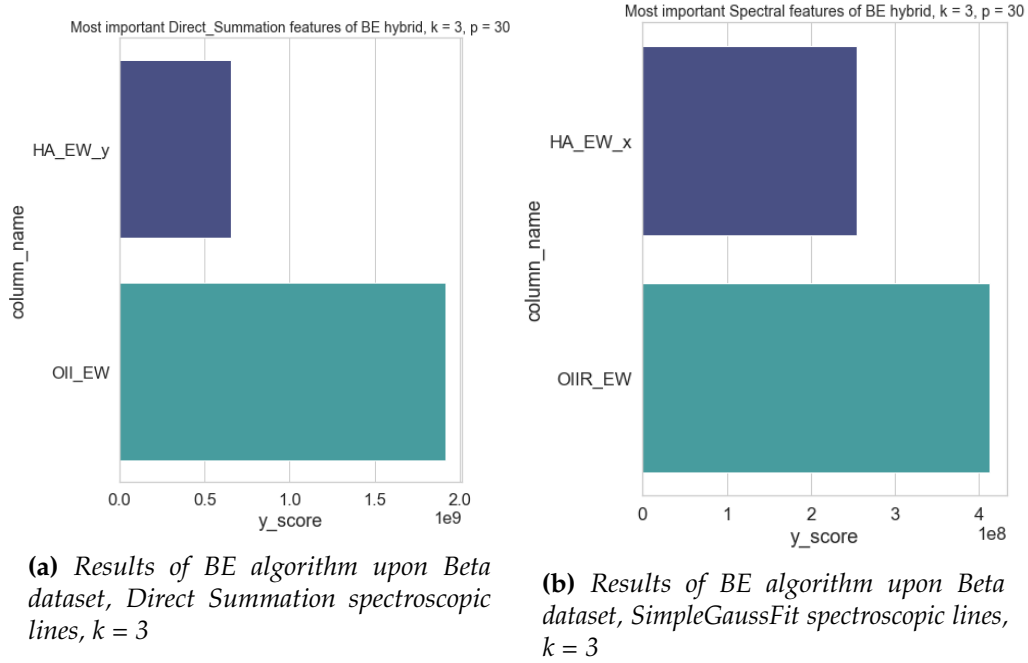 Most important Direct_Summation features of BE hybrid, k = 3, p = 30
HA_EW_y
column_name
OII_EW
0.0 0.5 1.0 1.5 2.0
1e9
y_score
(a) Results of BE algorithm upon Beta
dataset, Direct Summation spectroscopic
lines, k = 3
Most important Spectral features of BE hybrid, k = 3, p = 30
HA_EW_x
column_name
OIIR_EW
0 1 2 3 4
1e8
y_score
(b) Results of BE algorithm upon Beta
dataset, SimpleGaussFit spectroscopic lines,
k = 3